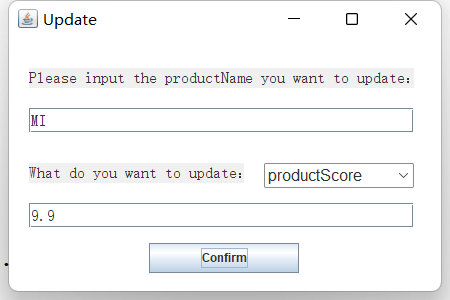 Update
Please input the productName you want to update:
MI
What do you want to update:
productScore
9.9
Confirm